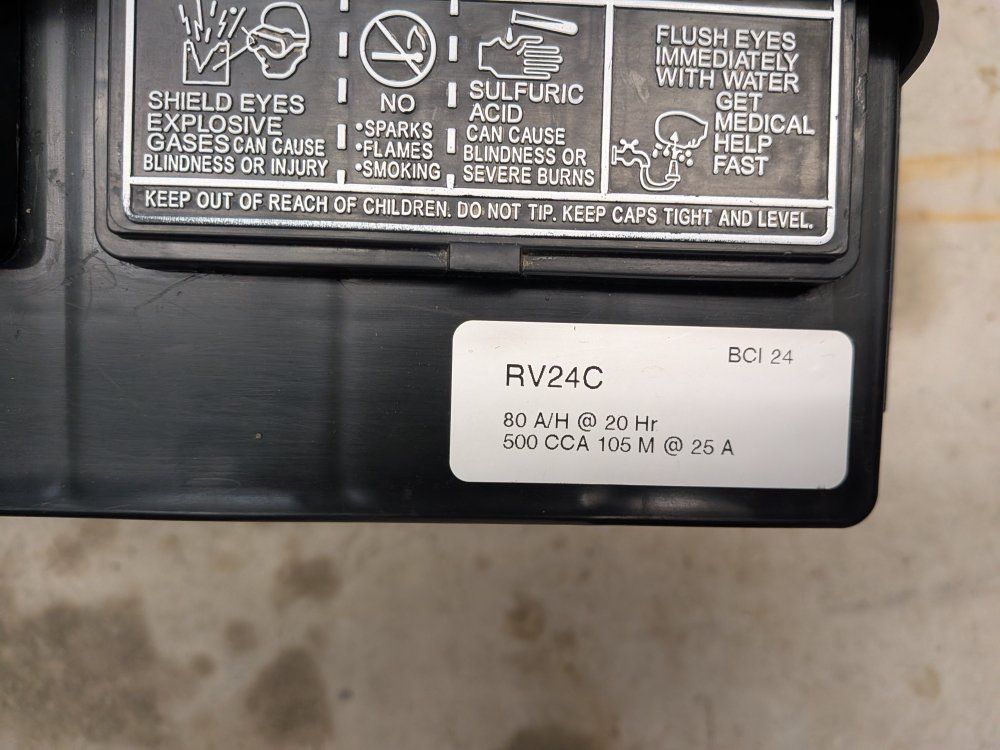 SHIELD EYES
EXPLOSIVE
GASES CAN CAUSE
BLINDNESS OR INJURY
NO
•SPARKS
•FLAMES
•SMOKING
SULFURIC
ACID
CAN CAUSE
BLINDNESS OR
SEVERE BURNS
FLUSH EYES
IMMEDIATELY
WITH WATER
GET
MEDICAL
HELP
FAST
KEEP OUT OF REACH OF CHILDREN. DO NOT TIP. KEEP CAPS TIGHT AND LEVEL.
BCI 24
RV24C
80 A/H @ 20 Hr
500 CCA 105 M @ 25 A